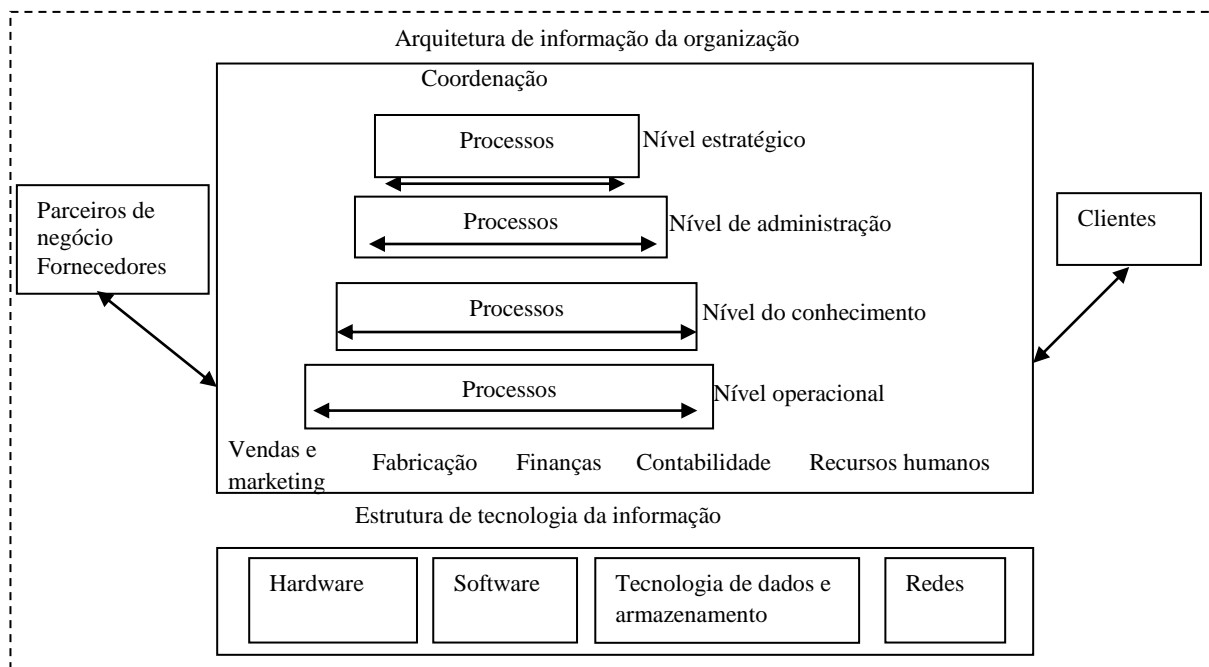 Arquitetura de informação da organização
Coordenação
Processos
Nível estratégico
Processos
Nível de administração
Parceiros de
negócio
Fornecedores
Clientes
Processos
Nível do conhecimento
Processos
Nível operacional
Vendas e
marketing
Fabricação
Finanças
Contabilidade
Recursos humanos
Estrutura de tecnologia da informação
Hardware
Software
Tecnologia de dados e
armazenamento
Redes